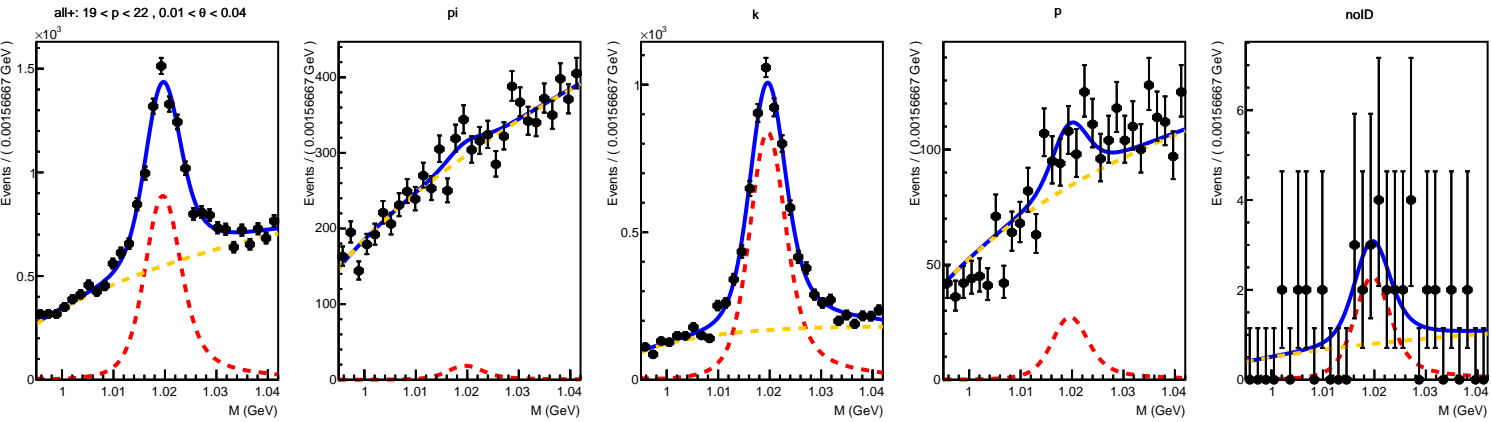 all+: 19 < p < 22 , 0.01 < θ < 0.04
×10³
Events / ( 0.00156667 GeV )
1.5
1
0.5
0
1 1.01 1.02 1.03 1.04
M (GeV)
pi
Events / ( 0.00156667 GeV )
400
300
200
100
0
1 1.01 1.02 1.03 1.04
M (GeV)
k
×10³
Events / ( 0.00156667 GeV )
1
0.5
0
1 1.01 1.02 1.03 1.04
M (GeV)
p
Events / ( 0.00156667 GeV )
100
50
0
1 1.01 1.02 1.03 1.04
M (GeV)
noID
Events / ( 0.00156667 GeV )
6
4
2
0
1 1.01 1.02 1.03 1.04
M (GeV)